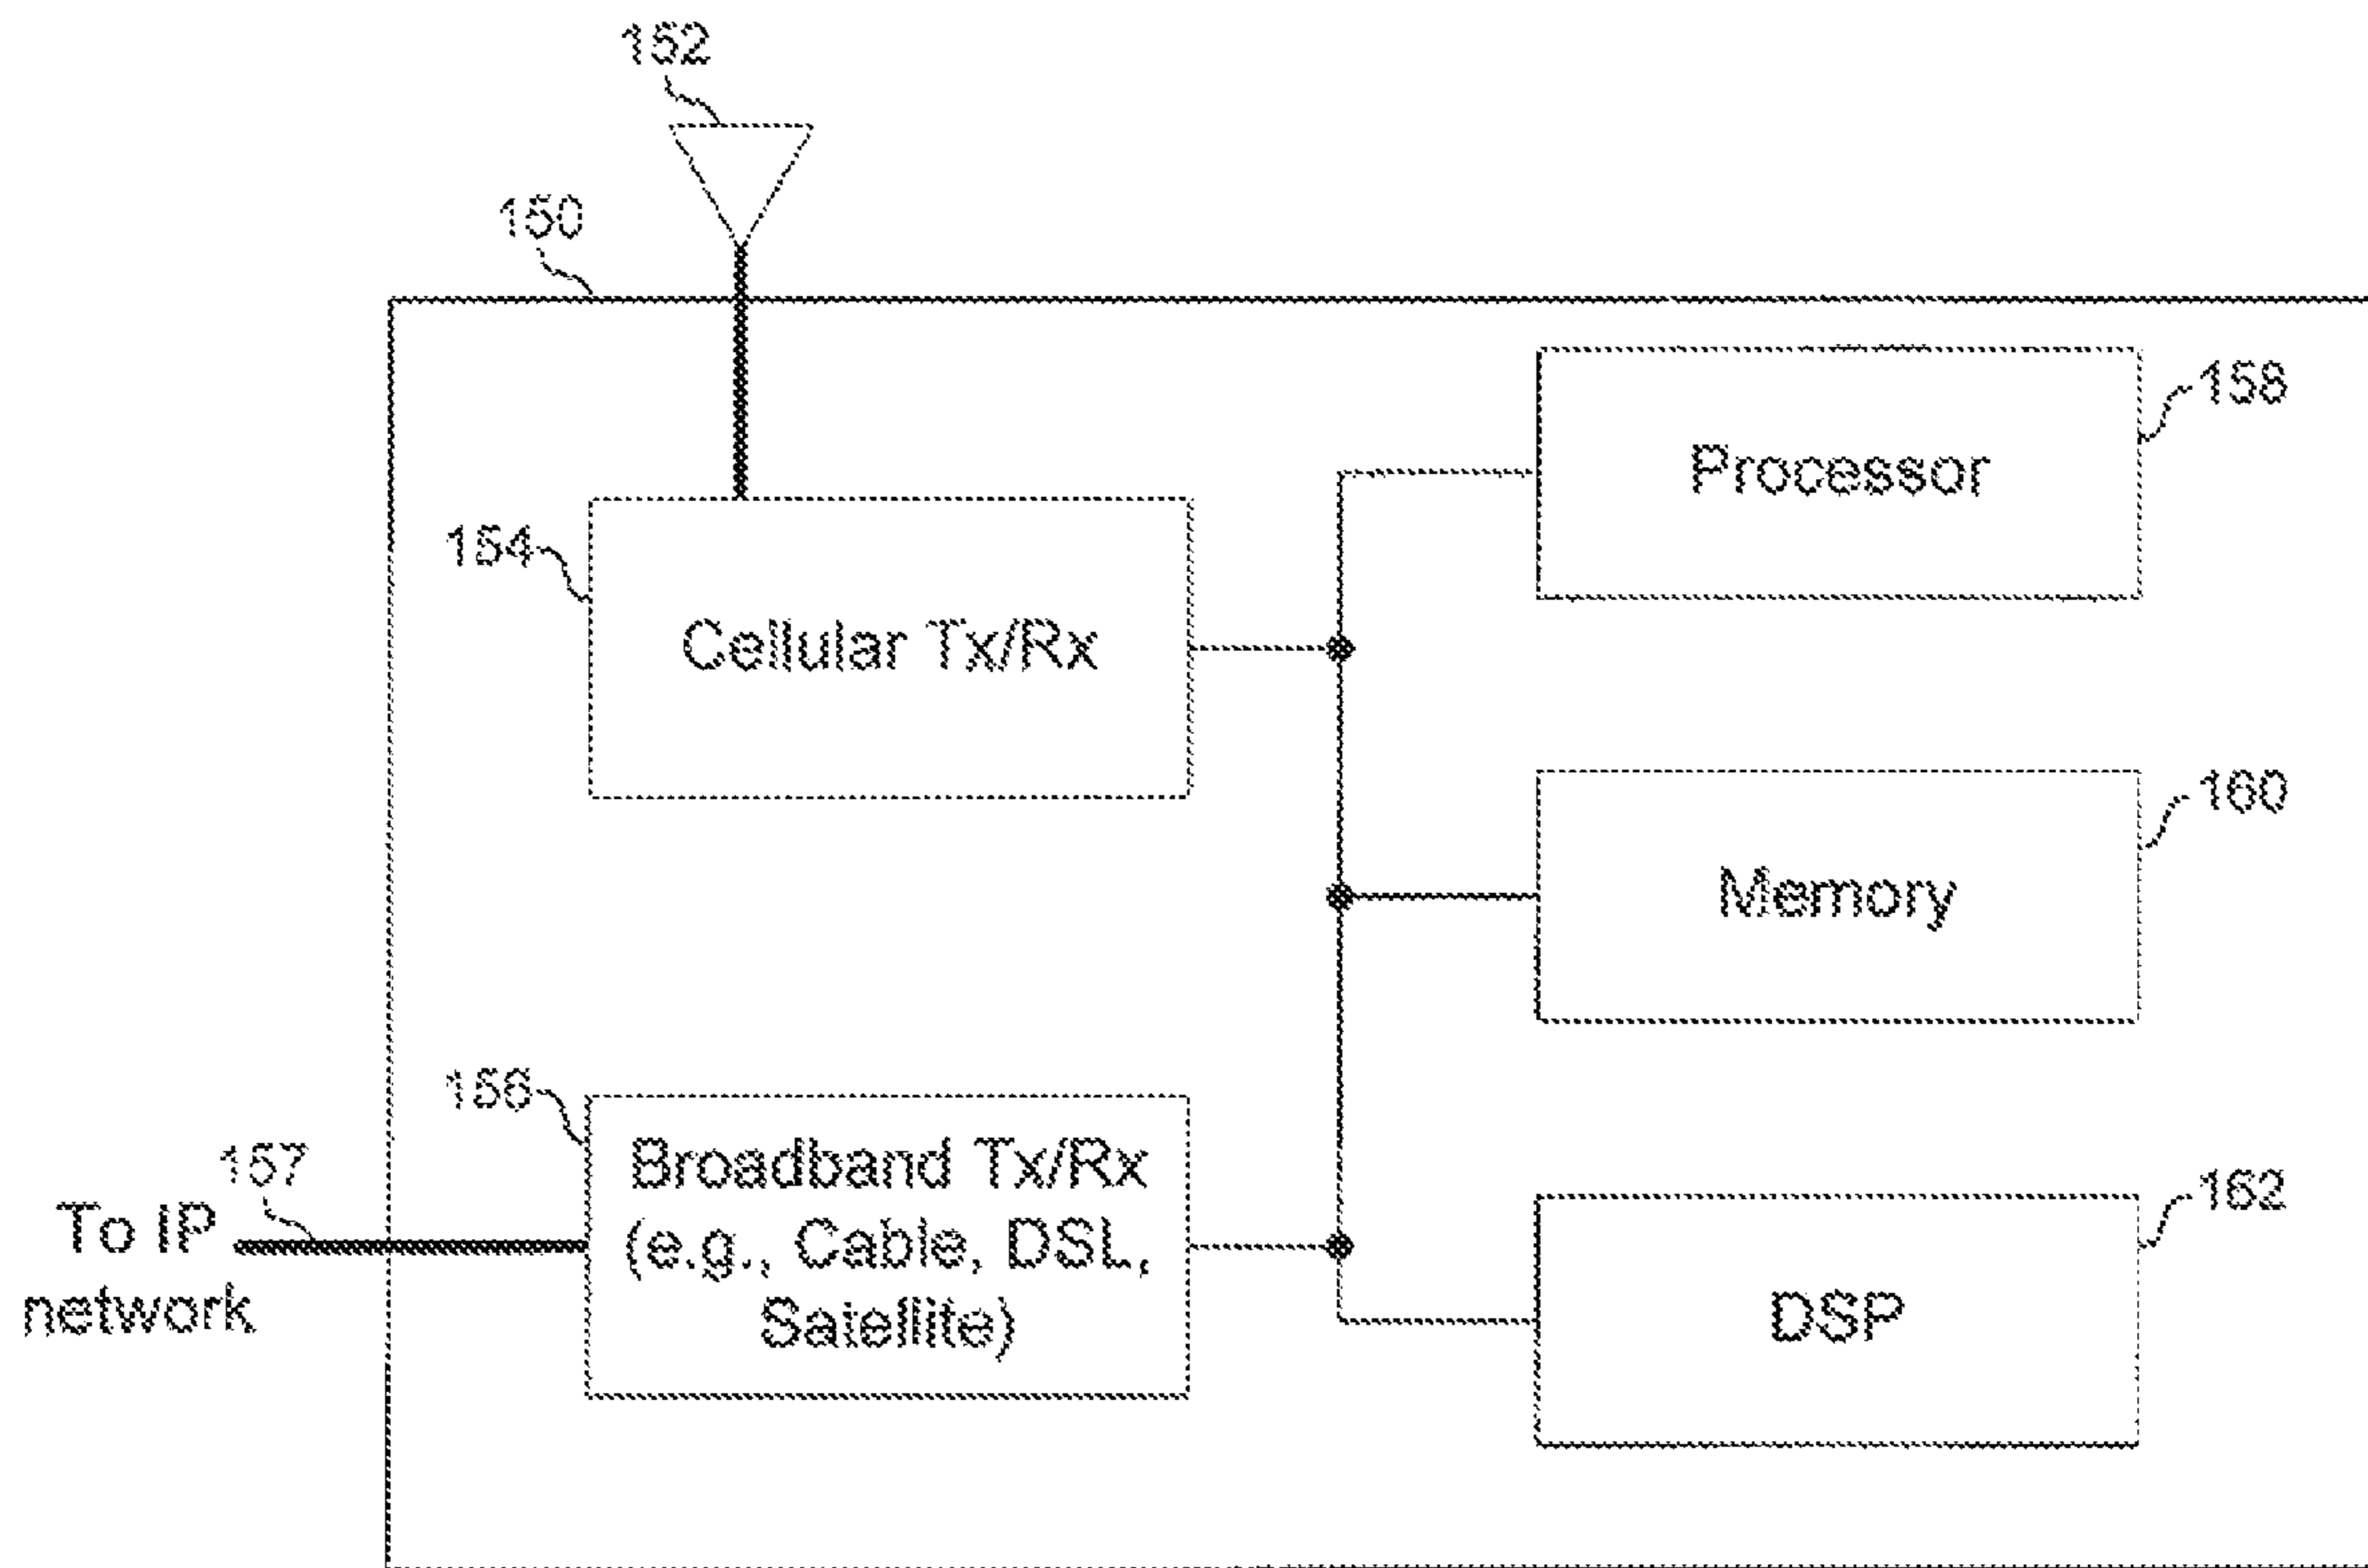 152
150
158
Processor
154
Cellular Tx/Rx
160
Memory
156
Broadband Tx/Rx
(e.g., Cable, DSL,
Satellite)
157
To IP
network
162
DSP